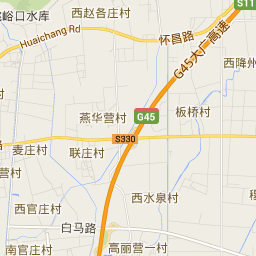 西赵各庄村
S11
峪口水库
Huaichang Rd
怀昌路
G45大广高速
西降州
燕华营村
G45
板桥村
S330
麦庄村
联庄村
西水泉村
西官庄村
白马路
南官庄村
高丽营一村